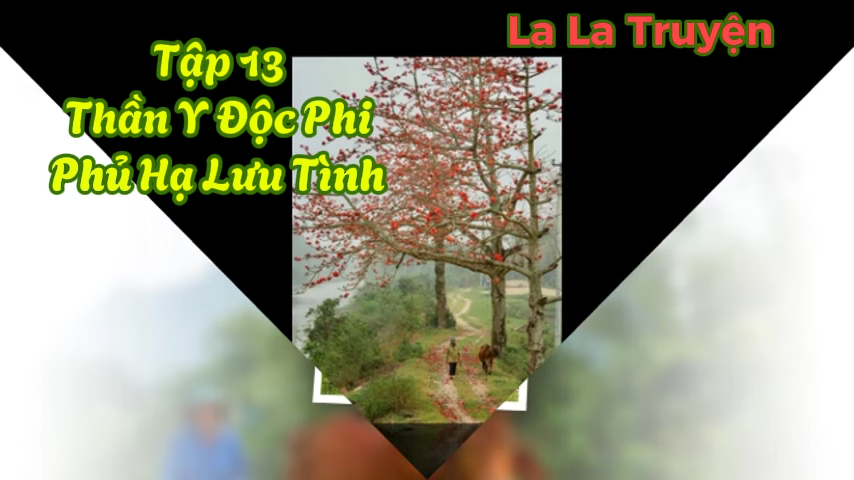 La La Truyện
Tập 13
Thần Y Độc Phi
Phủ Hạ Lưu Tình